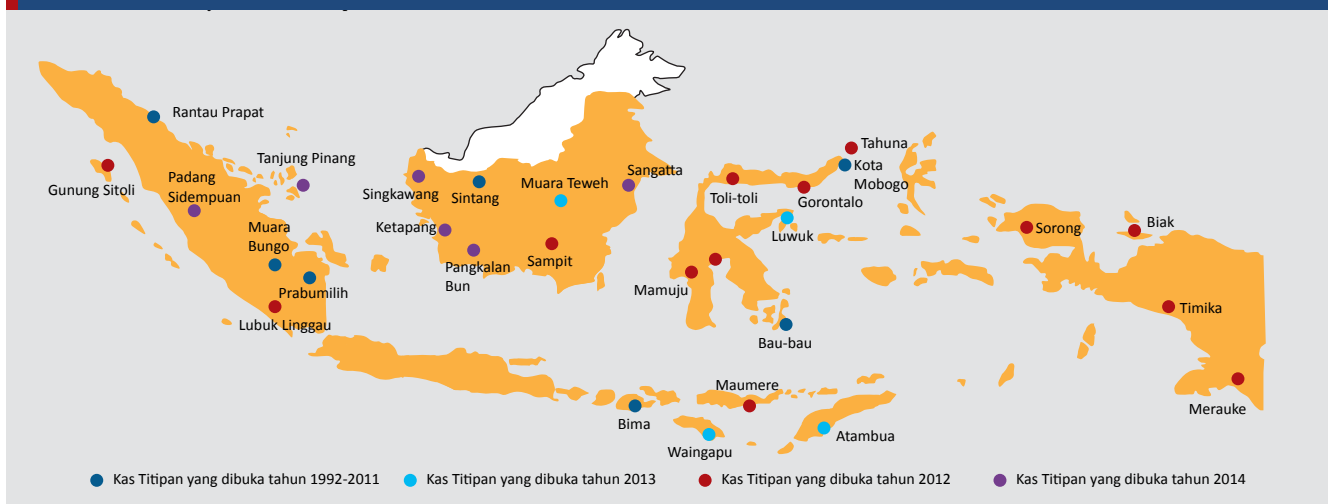 Rantau Prapat
Gunung Sitoli
Tanjung Pinang
Padang
Sidempuan
Muara
Bungo
Prabumilih
Lubuk Linggau
Singkawang
Sintang
Muara Teweh
Sangatta
Ketapang
Pangkalan
Bun
Sampit
Tahuna
Kota
Mobogo
Toli-toli
Gorontalo
Luwuk
Mamuju
Bau-bau
Sorong
Biak
Timika
Merauke
Maumere
Bima
Waingapu
Atambua
Kas Titipan yang dibuka tahun 1992-2011
Kas Titipan yang dibuka tahun 2013
Kas Titipan yang dibuka tahun 2012
Kas Titipan yang dibuka tahun 2014